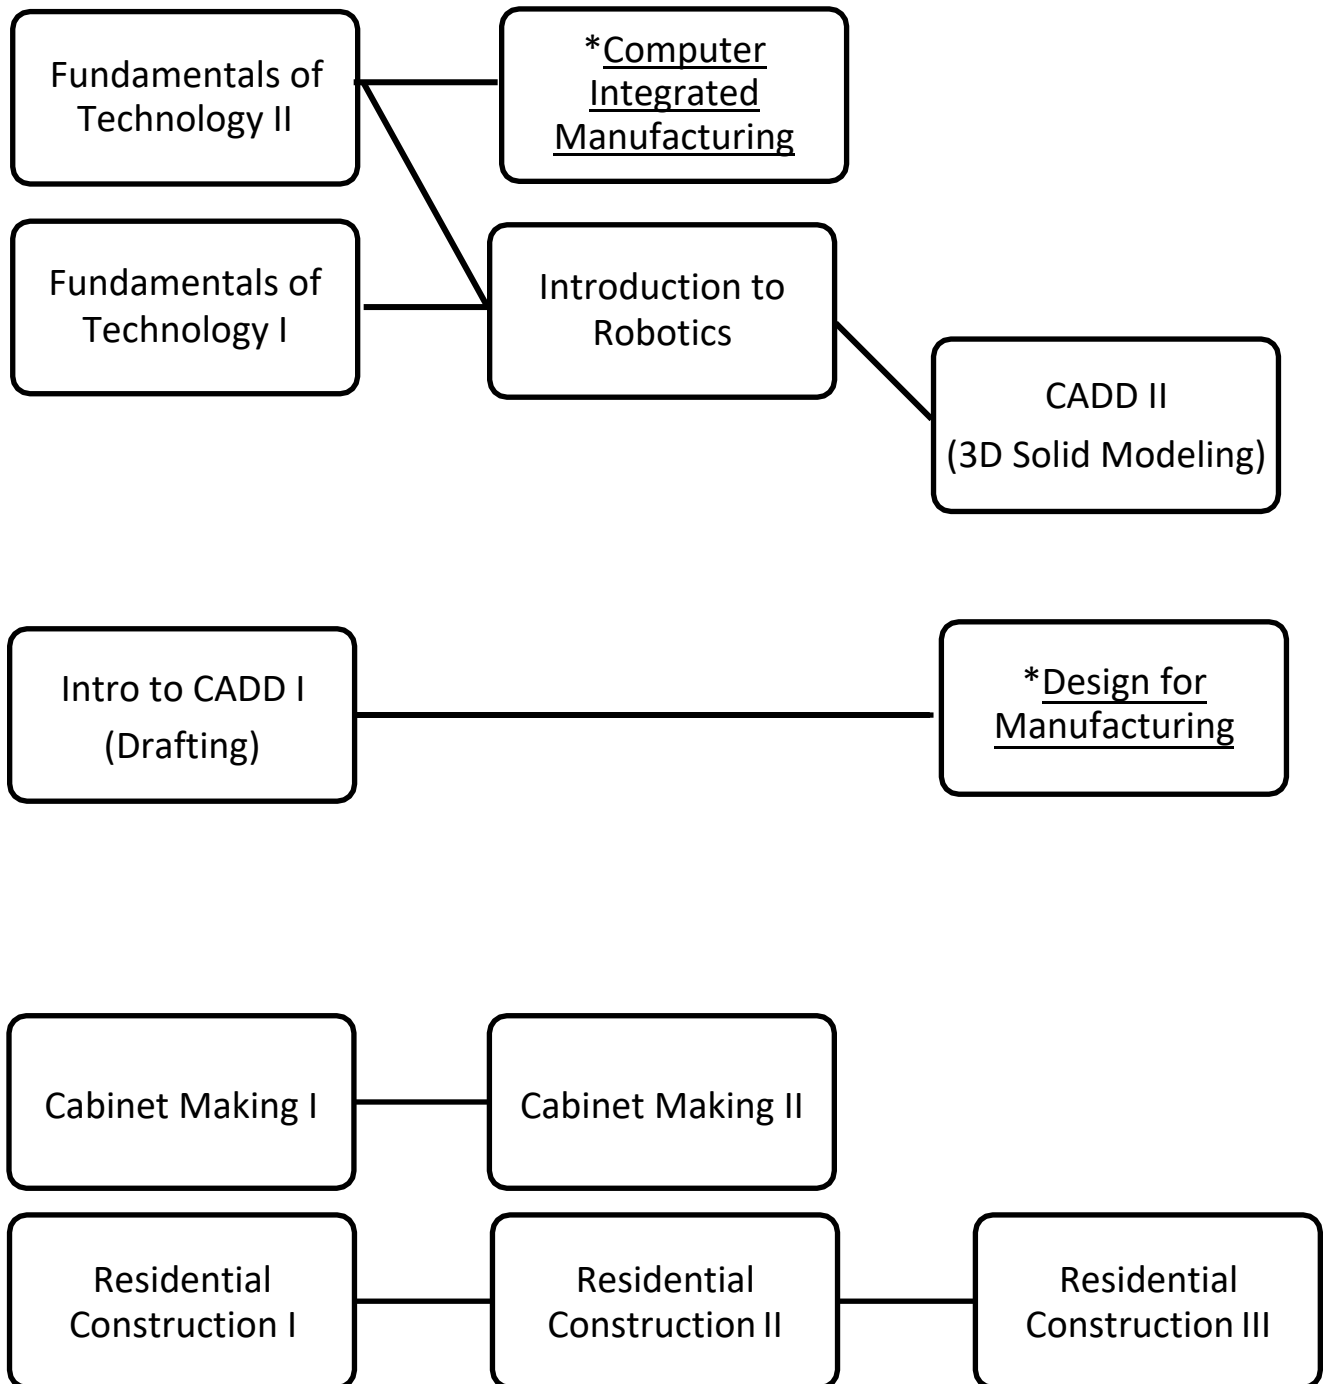 Fundamentals of
Technology II
*Computer
Integrated
Manufacturing
Fundamentals of
Technology I
Introduction to
Robotics
CADD II
(3D Solid Modeling)
Intro to CADD I
(Drafting)
*Design for
Manufacturing
Cabinet Making I
Cabinet Making II
Residential
Construction I
Residential
Construction II
Residential
Construction III